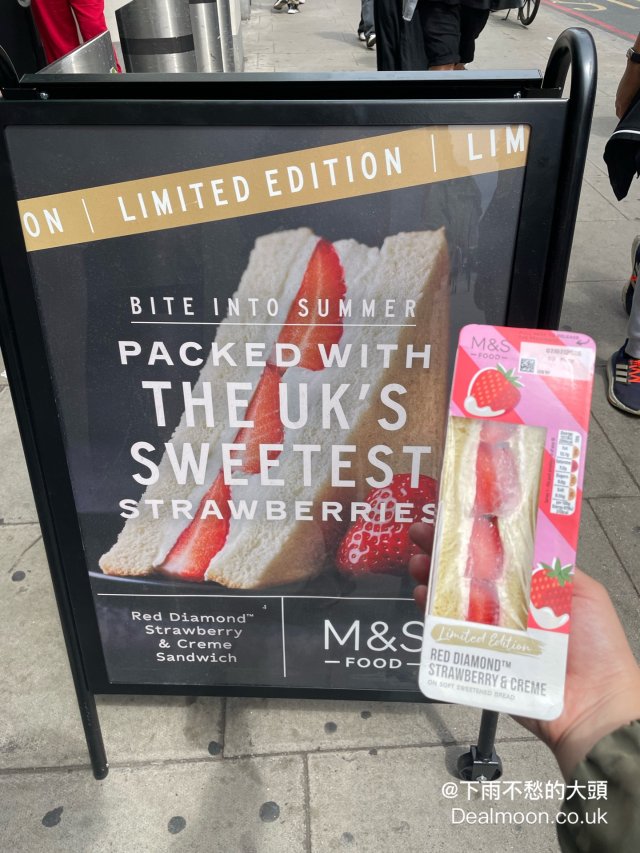 ON | LIMITED EDITION | LIM
BITE INTO SUMMER
PACKED WITH
THE UK'S
SWEETEST
STRAWBERRIES
Red Diamond™
Strawberry
& Creme
Sandwich
M&S
FOOD
M&S
FOOD
Limited Edition
RED DIAMOND™
STRAWBERRY & CREME
ON SOFT SWEETENED BREAD
@下雨不愁的大頭
Dealmoon.co.uk